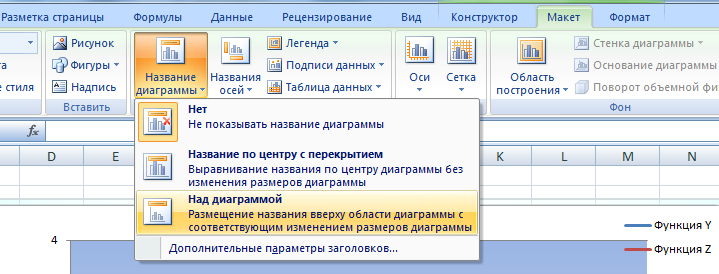 Разметка страницы Формулы Данные Рецензирование Вид Конструктор Макет Формат
Рисунок
Фигуры
Надпись
Вставить
Название диаграммы
Названия осей
Легенда
Подписи данных
Таблица данных
Оси
Сетка
Область построения
Стенка диаграммы
Основание диаграммы
Поворот объемной фи
Фон
та
е стиля
Нет
Не показывать название диаграммы
Название по центру с перекрытием
Выравнивание названия по центру диаграммы без
изменения размеров диаграммы
Над диаграммой
Размещение названия вверху области диаграммы с
соответствующим изменением размеров диаграммы
Дополнительные параметры заголовков...
fx
D E K L M N
4
Функция Y
Функция Z